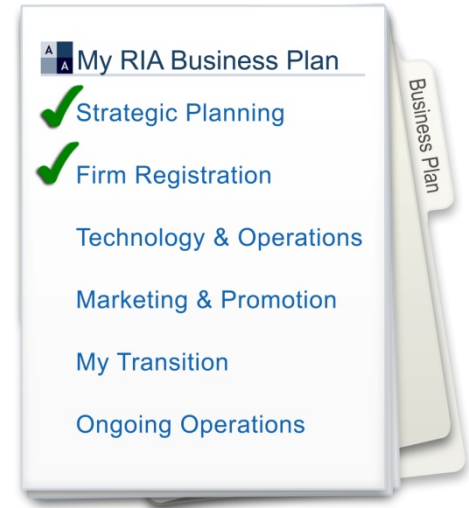 A
A
My RIA Business Plan
Strategic Planning
Firm Registration
Technology & Operations
Marketing & Promotion
My Transition
Ongoing Operations
Business Plan